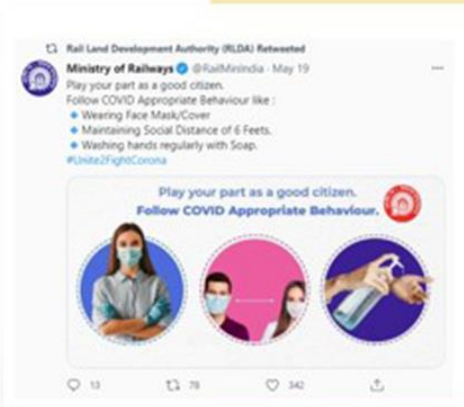 Rail Land Development Authority (RLDA) Retweeted
Ministry of Railways @RailMinIndia · May 19
Play your part as a good citizen.
Follow COVID Appropriate Behaviour like :
Wearing Face Mask/Cover
Maintaining Social Distance of 6 Feets.
Washing hands regularly with Soap.
#Unite2FightCorona
Play your part as a good citizen.
Follow COVID Appropriate Behaviour.
13 78 342